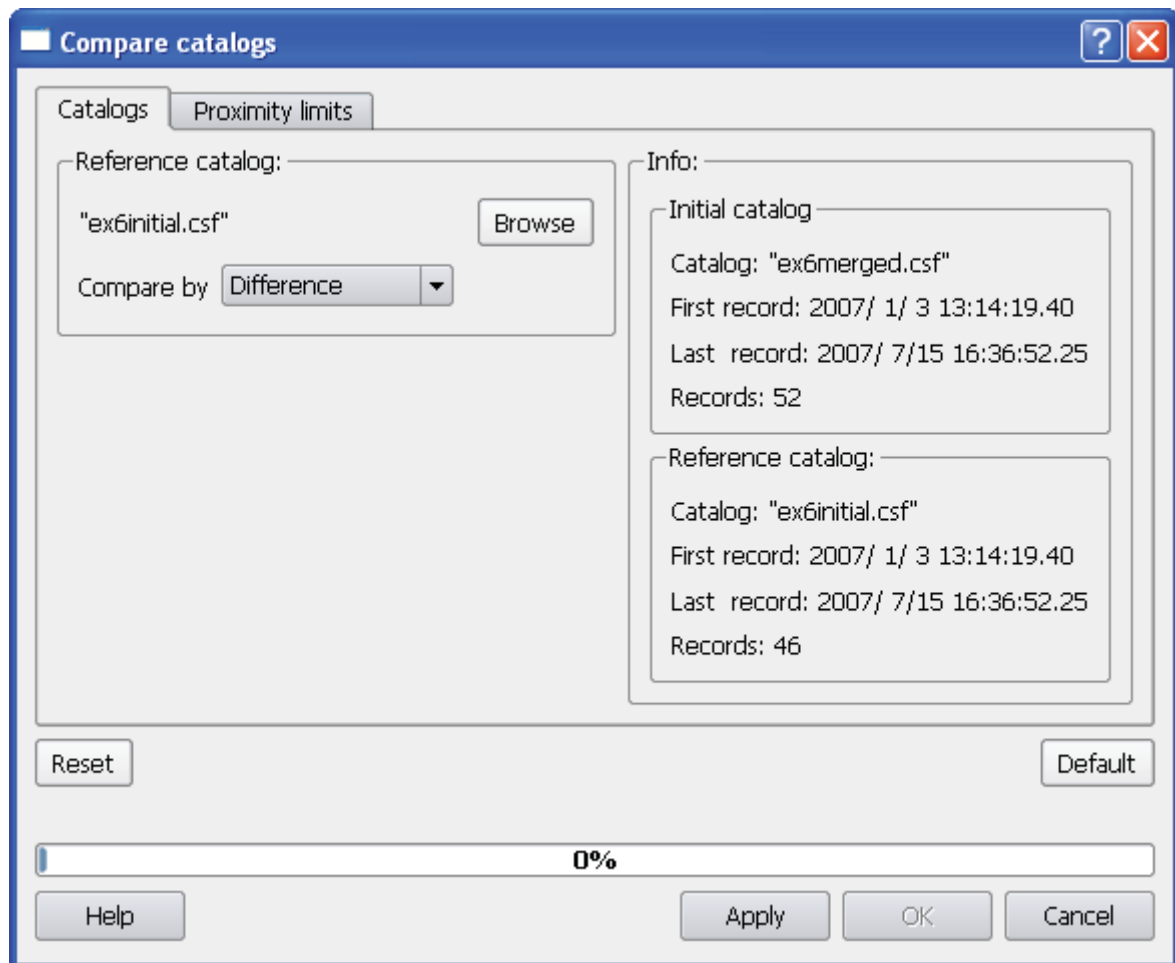 Compare catalogs
Catalogs
Proximity limits
Reference catalog:
"ex6initial.csf"
Browse
Compare by
Difference
Info:
Initial catalog
Catalog: "ex6merged.csf"
First record: 2007/ 1/ 3 13:14:19.40
Last  record: 2007/ 7/15 16:36:52.25
Records: 52
Reference catalog:
Catalog: "ex6initial.csf"
First record: 2007/ 1/ 3 13:14:19.40
Last  record: 2007/ 7/15 16:36:52.25
Records: 46
Reset
Default
0%
Help
Apply
OK
Cancel